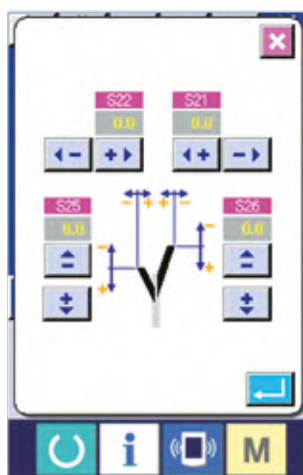 S22 S21
0.0 0.0
- + + -
- + + -
S25 S26
0.0 0.0
- -
+ +
i M